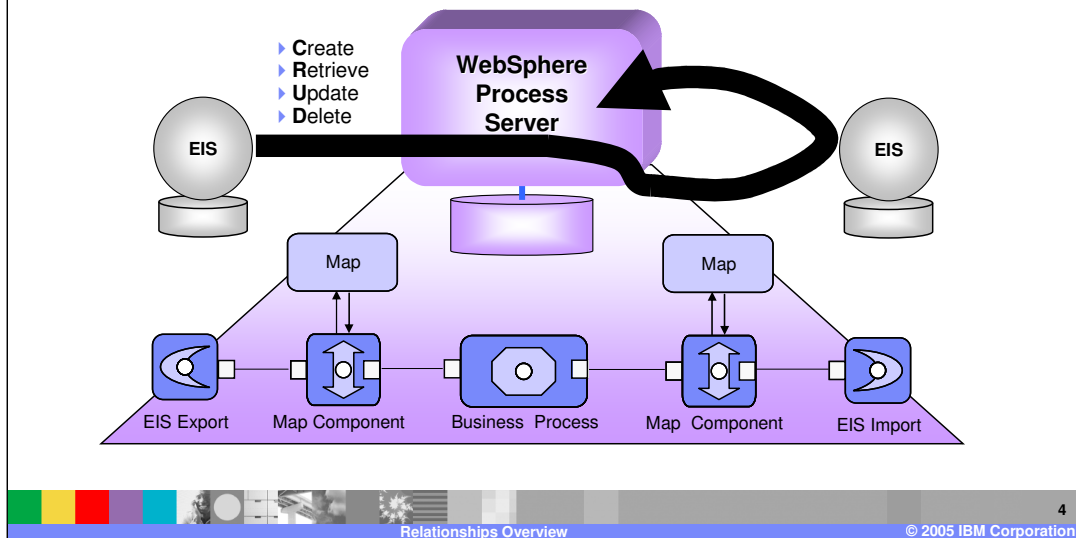 Create
Retrieve
Update
Delete
WebSphere
Process
Server
EIS
EIS
Map
Map
EIS Export
Map Component
Business Process
Map Component
EIS Import
4
Relationships Overview
© 2005 IBM Corporation